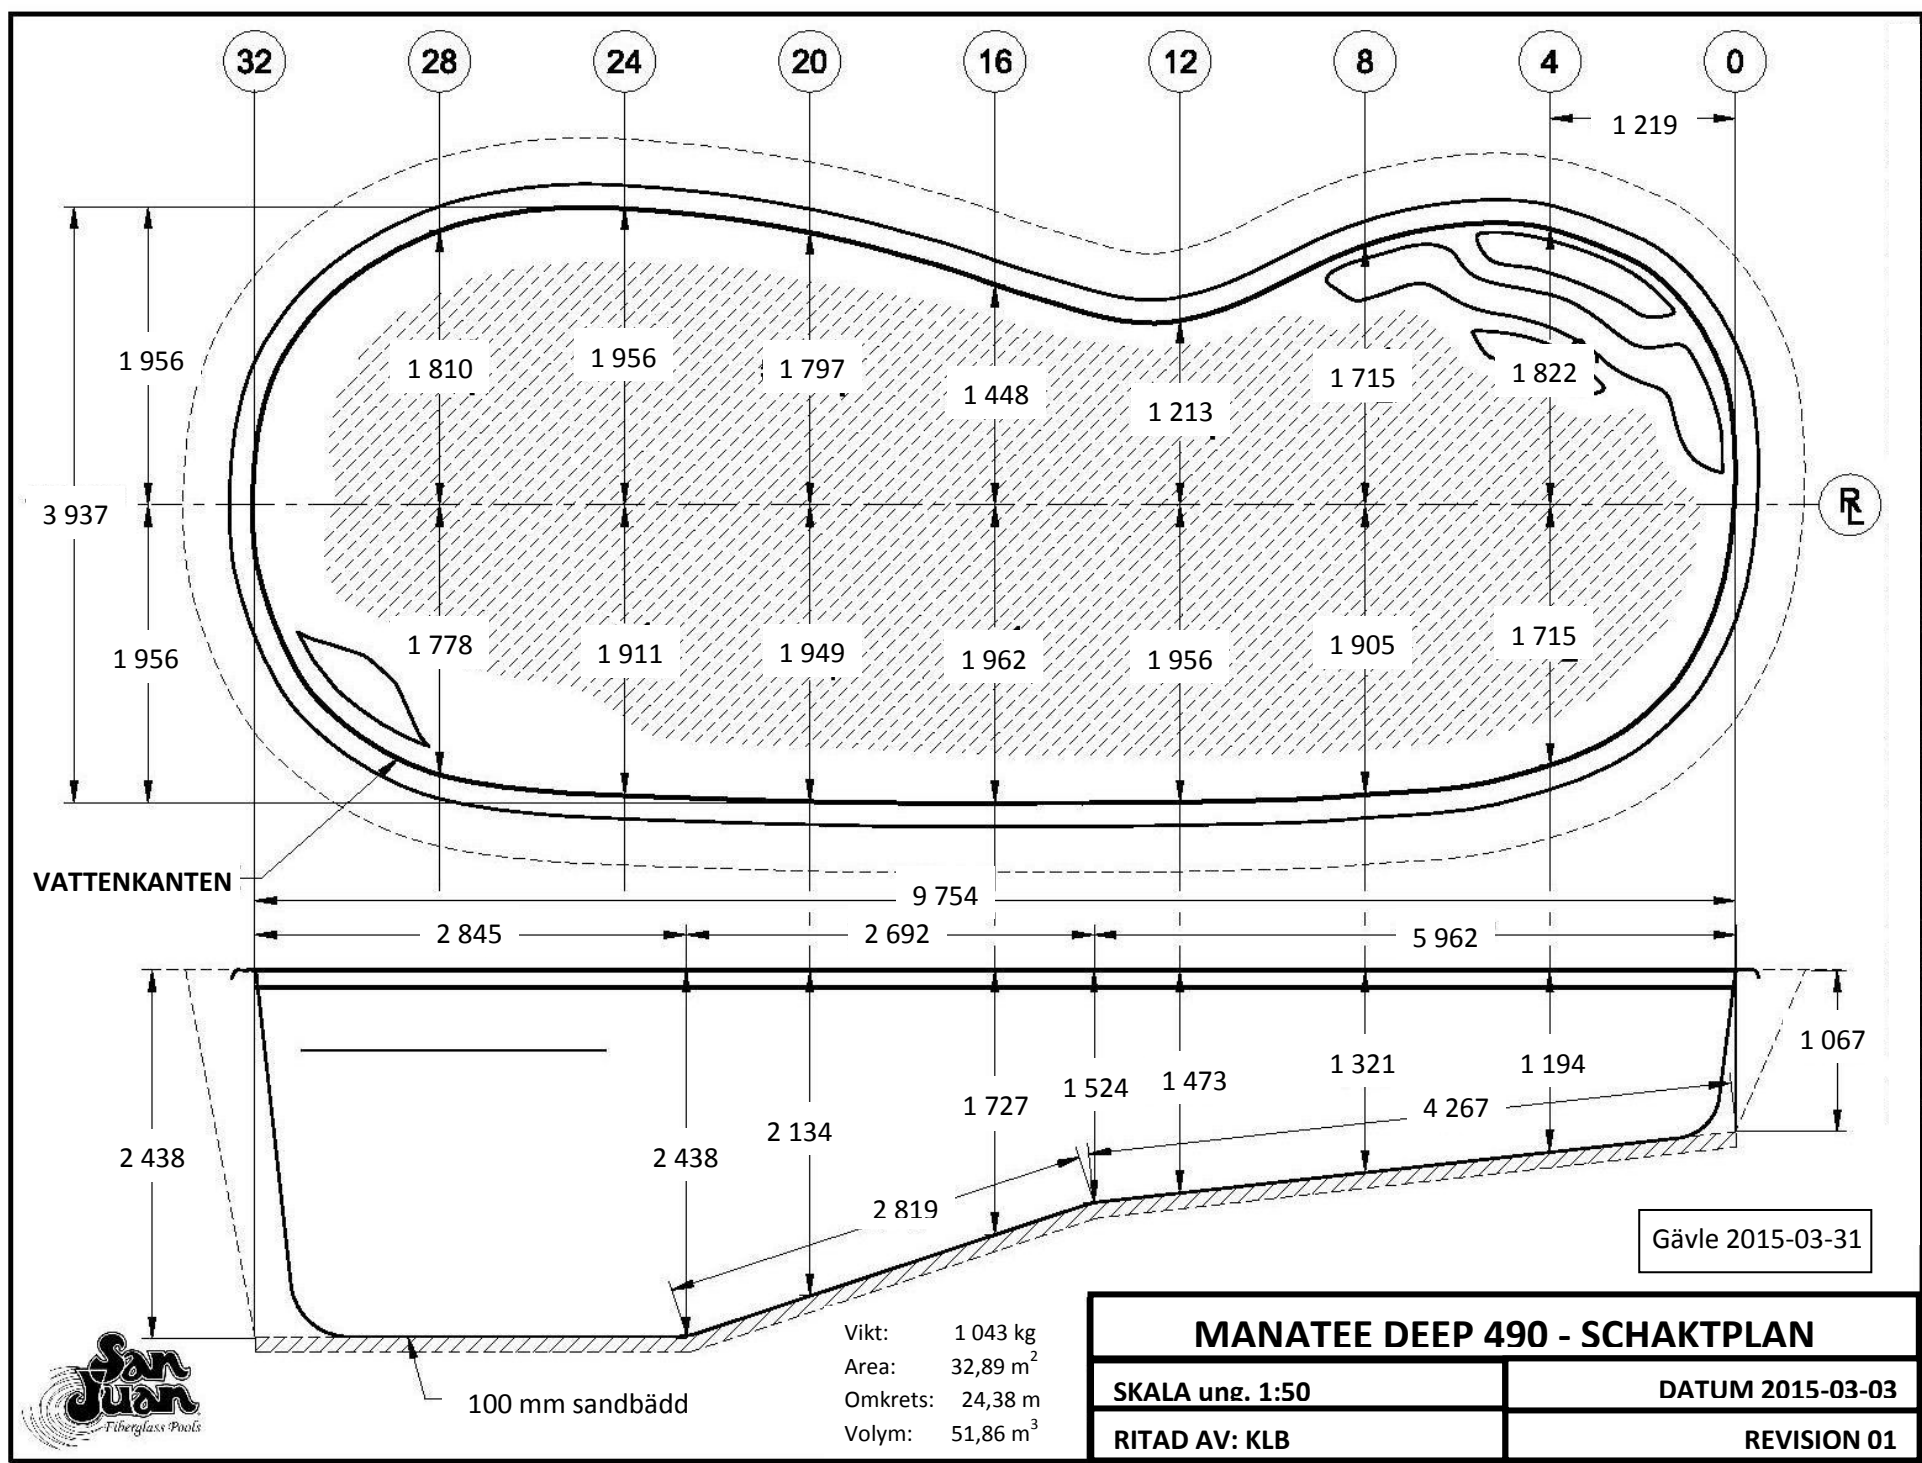 32 28 24 20 16 12 8 4 0
1 219
1 956 1 810 1 956 1 797 1 448 1 213 1 715 1 822
3 937
1 956 1 778 1 911 1 949 1 962 1 956 1 905 1 715
VATTENKANTEN
9 754
2 845 2 692 5 962
2 438 2 438 2 134 1 727 1 524 1 473 1 321 1 194 1 067
4 267
2 819
100 mm sandbädd
Gävle 2015-03-31
San
Juan
Fiberglass Pools
Vikt: 1 043 kg
Area: 32,89 m²
Omkrets: 24,38 m
Volym: 51,86 m³
MANATEE DEEP 490 - SCHAKTPLAN
SKALA ung. 1:50 DATUM 2015-03-03
RITAD AV: KLB REVISION 01